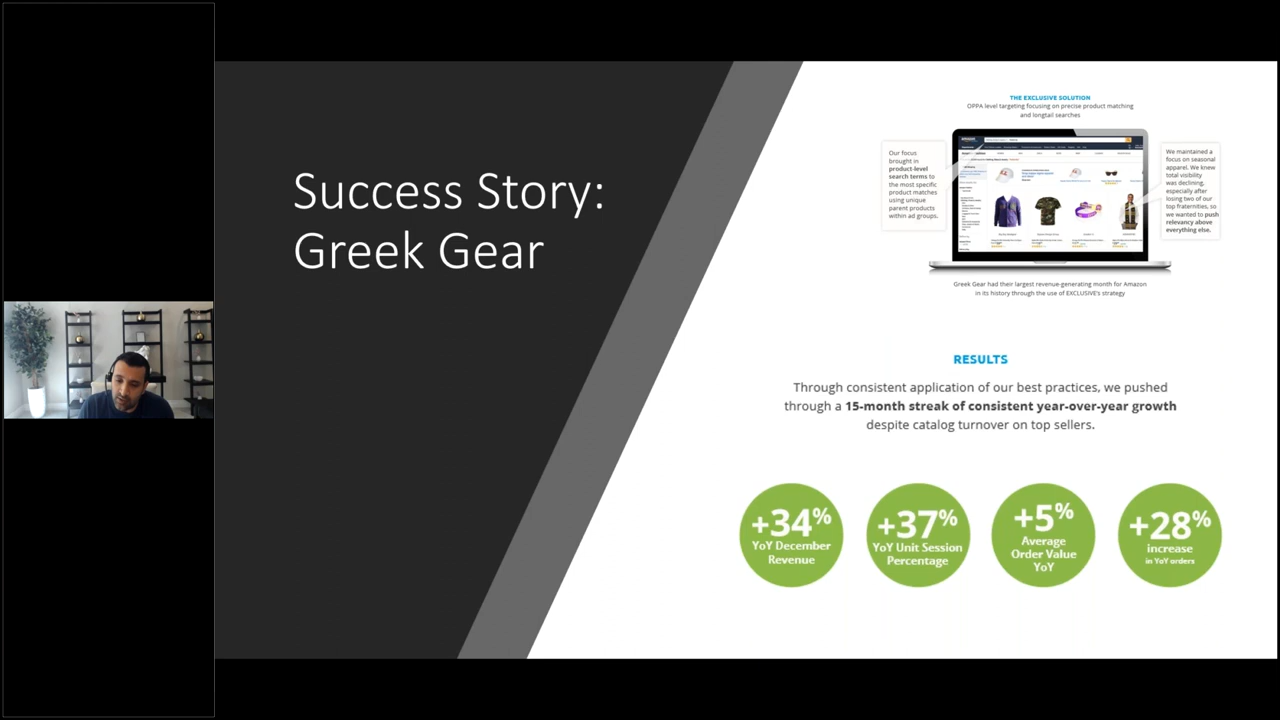 Success Story:
Greek Gear
THE EXCLUSIVE SOLUTION
OPPA level targeting focusing on precise product matching
and longtail searches
Our focus
brought in
product-level
search terms to
the most specific
product matches
using unique
parent products
within ad groups.
We maintained a
focus on seasonal
apparel. We knew
total visibility
was declining,
especially after
losing two of our
top fraternities, so
we wanted to push
relevancy above
everything else.
Greek Gear had their largest revenue-generating month for Amazon
in its history through the use of EXCLUSIVE's strategy
RESULTS
Through consistent application of our best practices, we pushed
through a 15-month streak of consistent year-over-year growth
despite catalog turnover on top sellers.
+34%
YoY December
Revenue
+37%
YoY Unit Session
Percentage
+5%
Average
Order Value
YoY
+28%
increase
in YoY orders